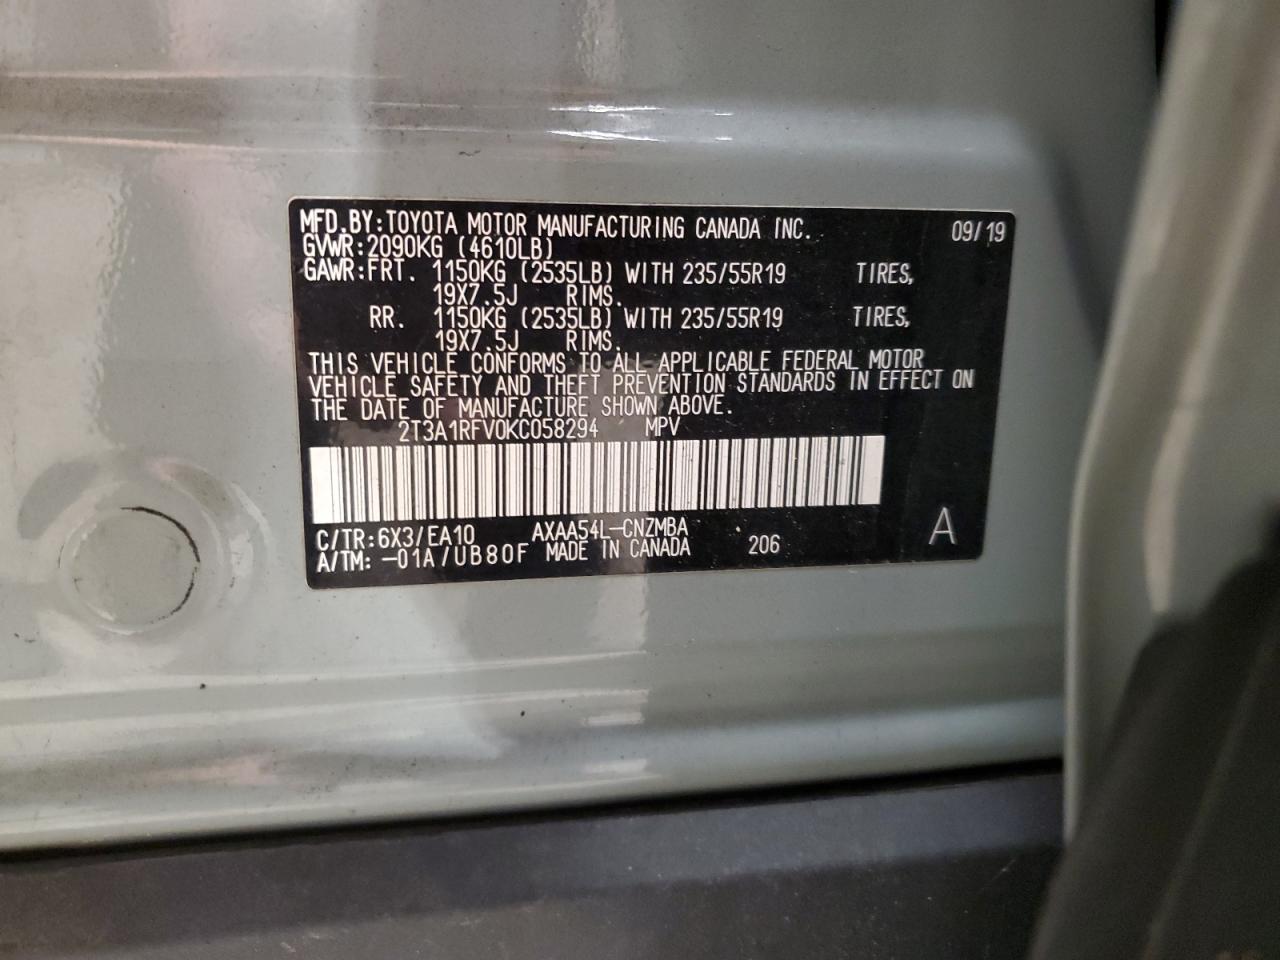 MFD.BY:TOYOTA MOTOR MANUFACTURING CANADA INC. 09/19
GVWR:2090KG (4610LB)
GAWR:FRT. 1150KG (2535LB) WITH 235/55R19 TIRES,
19X7.5J RIMS.
RR. 1150KG (2535LB) WITH 235/55R19 TIRES,
19X7.5J RIMS.
THIS VEHICLE CONFORMS TO ALL APPLICABLE FEDERAL MOTOR
VEHICLE SAFETY AND THEFT PREVENTION STANDARDS IN EFFECT ON
THE DATE OF MANUFACTURE SHOWN ABOVE.
2T3A1RFV0KC058294 MPV
C/TR:6X3/EA10 AXAA54L-CNZMBA
A/TM: -01A/UB80F MADE IN CANADA 206 A